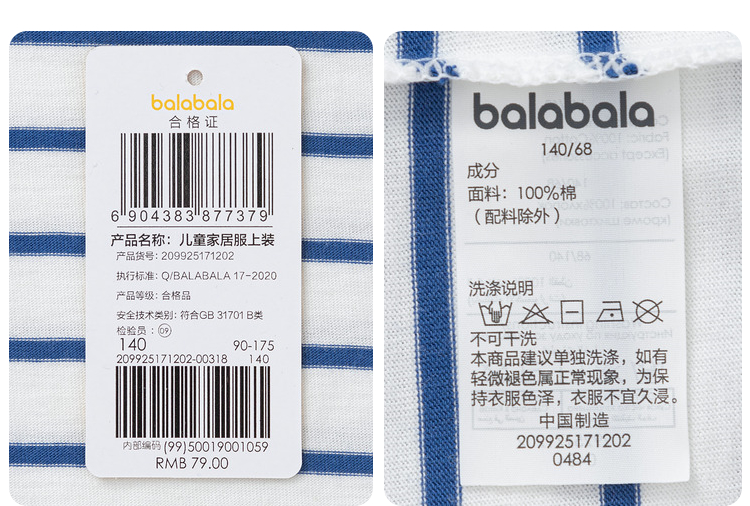 balabala
合格证
6 904383 877379
产品名称：儿童家居服上装
产品货号：209925171202
执行标准：Q/BALABALA 17-2020
产品等级：合格品
安全技术类别：符合GB 31701 B类
检验员：09
140 90-175
209925171202-00318 140
内部编码 (99)50019001059
RMB 79.00
balabala
140/68
成分
面料：100%棉
（配料除外）
洗涤说明
不可干洗
本商品建议单独洗涤，如有
轻微褪色属正常现象，为保
持衣服色泽，衣服不宜久浸。
中国制造
209925171202
0484